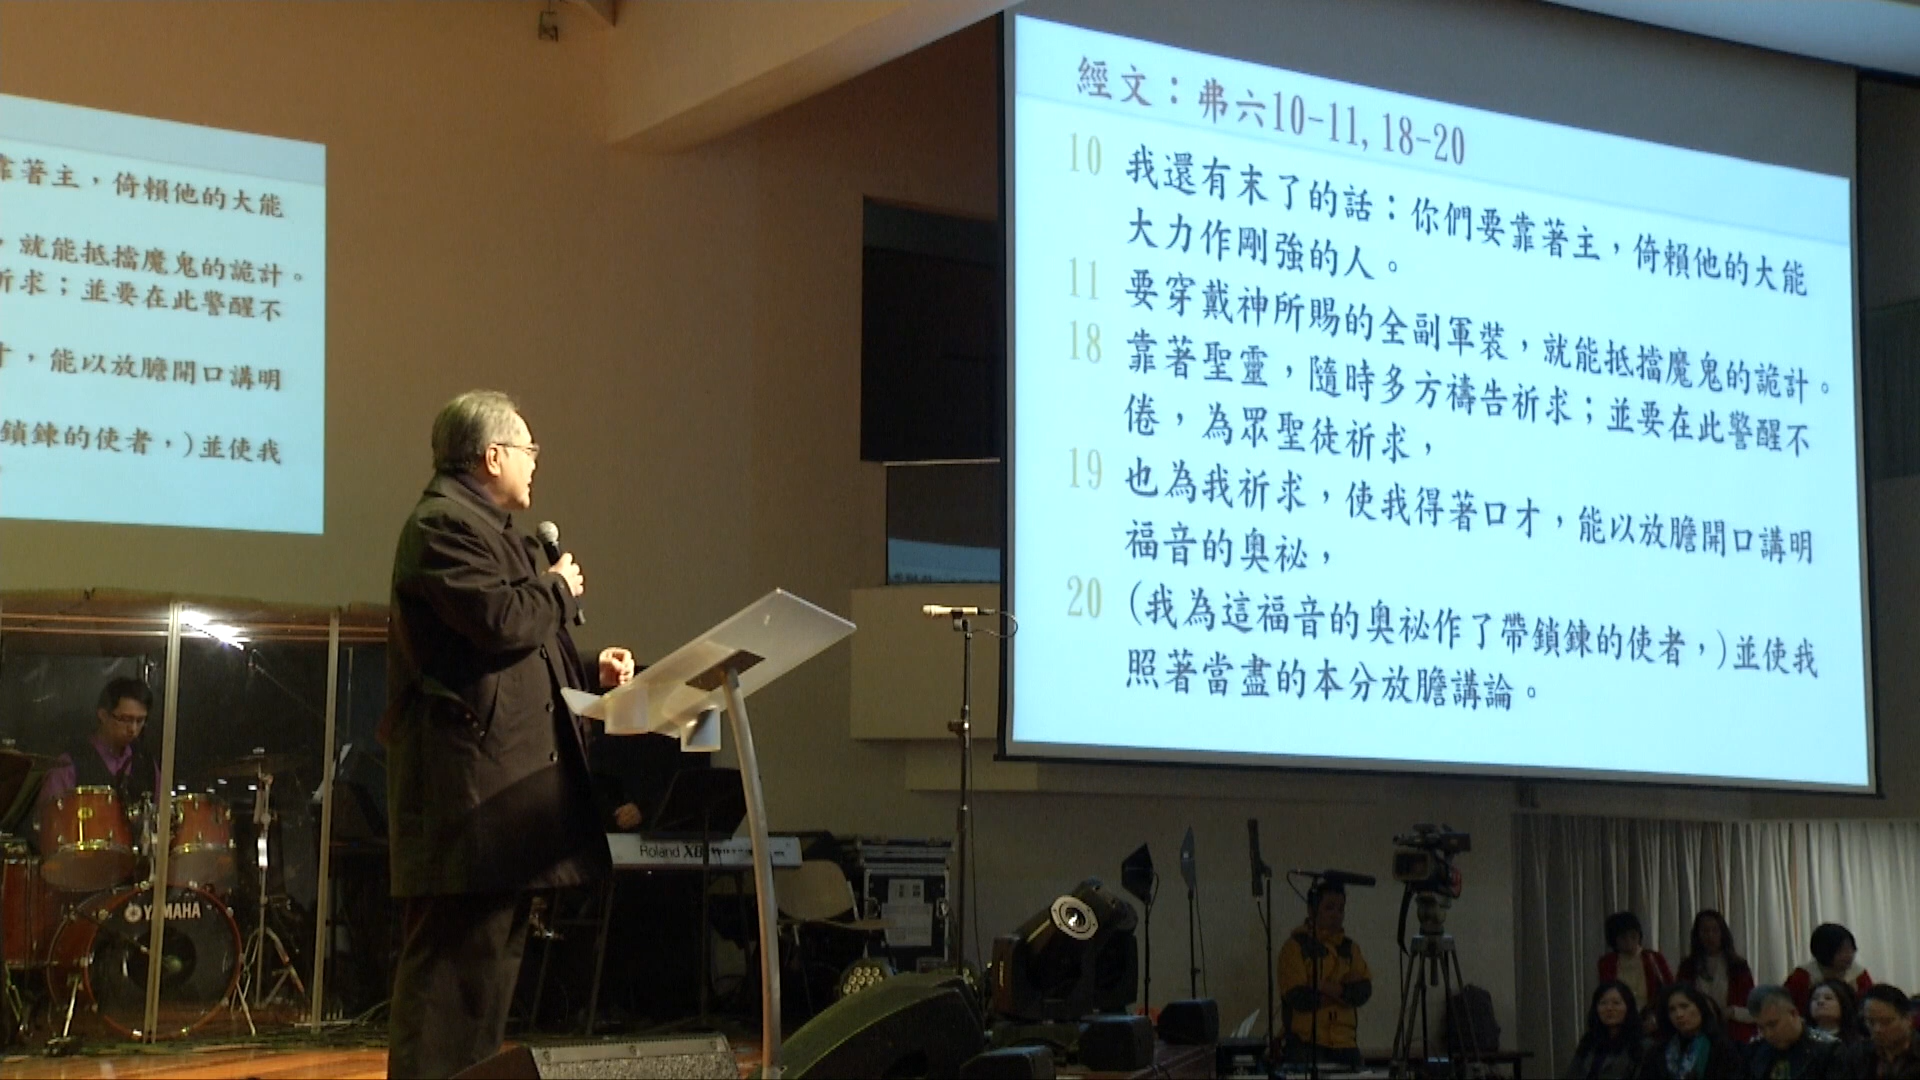 經文：弗六10-11, 18-20
10 我還有末了的話：你們要靠著主，倚賴他的大能
大力作剛強的人。
11 要穿戴神所賜的全副軍裝，就能抵擋魔鬼的詭計。
18 靠著聖靈，隨時多方禱告祈求；並要在此警醒不
倦，為眾聖徒祈求，
19 也為我祈求，使我得著口才，能以放膽開口講明
福音的奧祕，
20 (我為這福音的奧祕作了帶鎖鍊的使者，)並使我
照著當盡的本分放膽講論。
靠著主，倚賴他的大能
，就能抵擋魔鬼的詭計。
祈求；並要在此警醒不
才，能以放膽開口講明
鎖鍊的使者，)並使我
YAMAHA
Roland